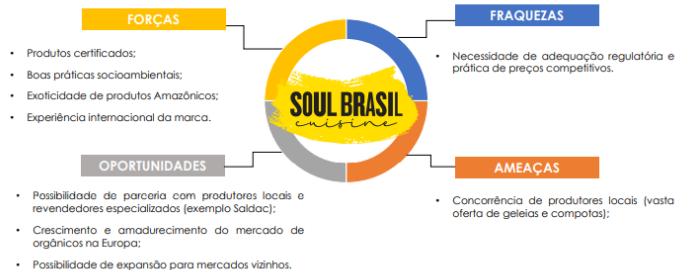 FORÇAS
• Produtos certificados;
• Boas práticas socioambientais;
• Exoticidade de produtos Amazônicos;
• Experiência internacional da marca.
FRAQUEZAS
• Necessidade de adequação regulatória e
prática de preços competitivos.
SOUL BRASIL
cuisine
OPORTUNIDADES
• Possibilidade de parceria com produtores locais e
revendedores especializados (exemplo Saldac);
• Crescimento e amadurecimento do mercado de
orgânicos na Europa;
• Possibilidade de expansão para mercados vizinhos.
AMEAÇAS
• Concorrência de produtores locais (vasta
oferta de geleias e compotas);